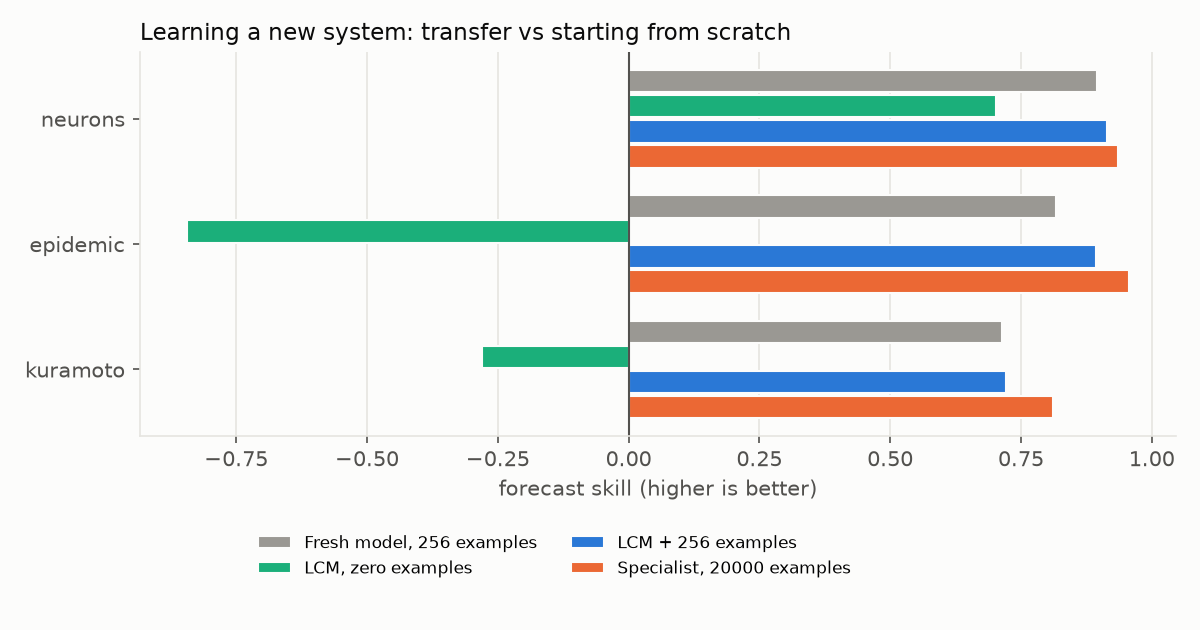 Learning a new system: transfer vs starting from scratch
neurons
epidemic
kuramoto
−0.75 −0.50 −0.25 0.00 0.25 0.50 0.75 1.00
forecast skill (higher is better)
Fresh model, 256 examples LCM + 256 examples
LCM, zero examples Specialist, 20000 examples